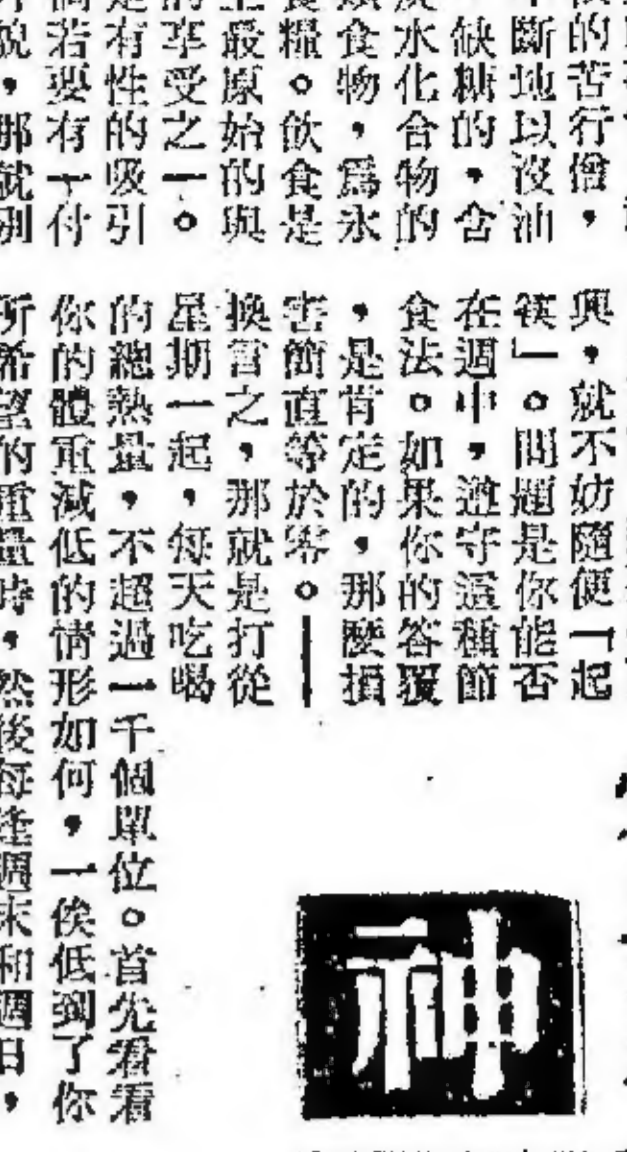 的苦行僧，
斷地以沒油
缺糖的，含
水化合物的
食物，爲永
糧。飲食是
最原始的與
享受之一。
有性的吸引
若要有一付
貌，那就別
興，就不妨隨便一起
筷」。問題是你能否
在週中，遵守這種節
食法。如果你的答覆
，是肯定的，那麼損
害簡直等於零。—
換言之，那就是打從
星期一起，每天吃喝
的總熱量，不超過一千個單位。首先看看
你的體重減低的情形如何，一俟低到了你
所希望的重量時，然後每逢週末和週日，
神